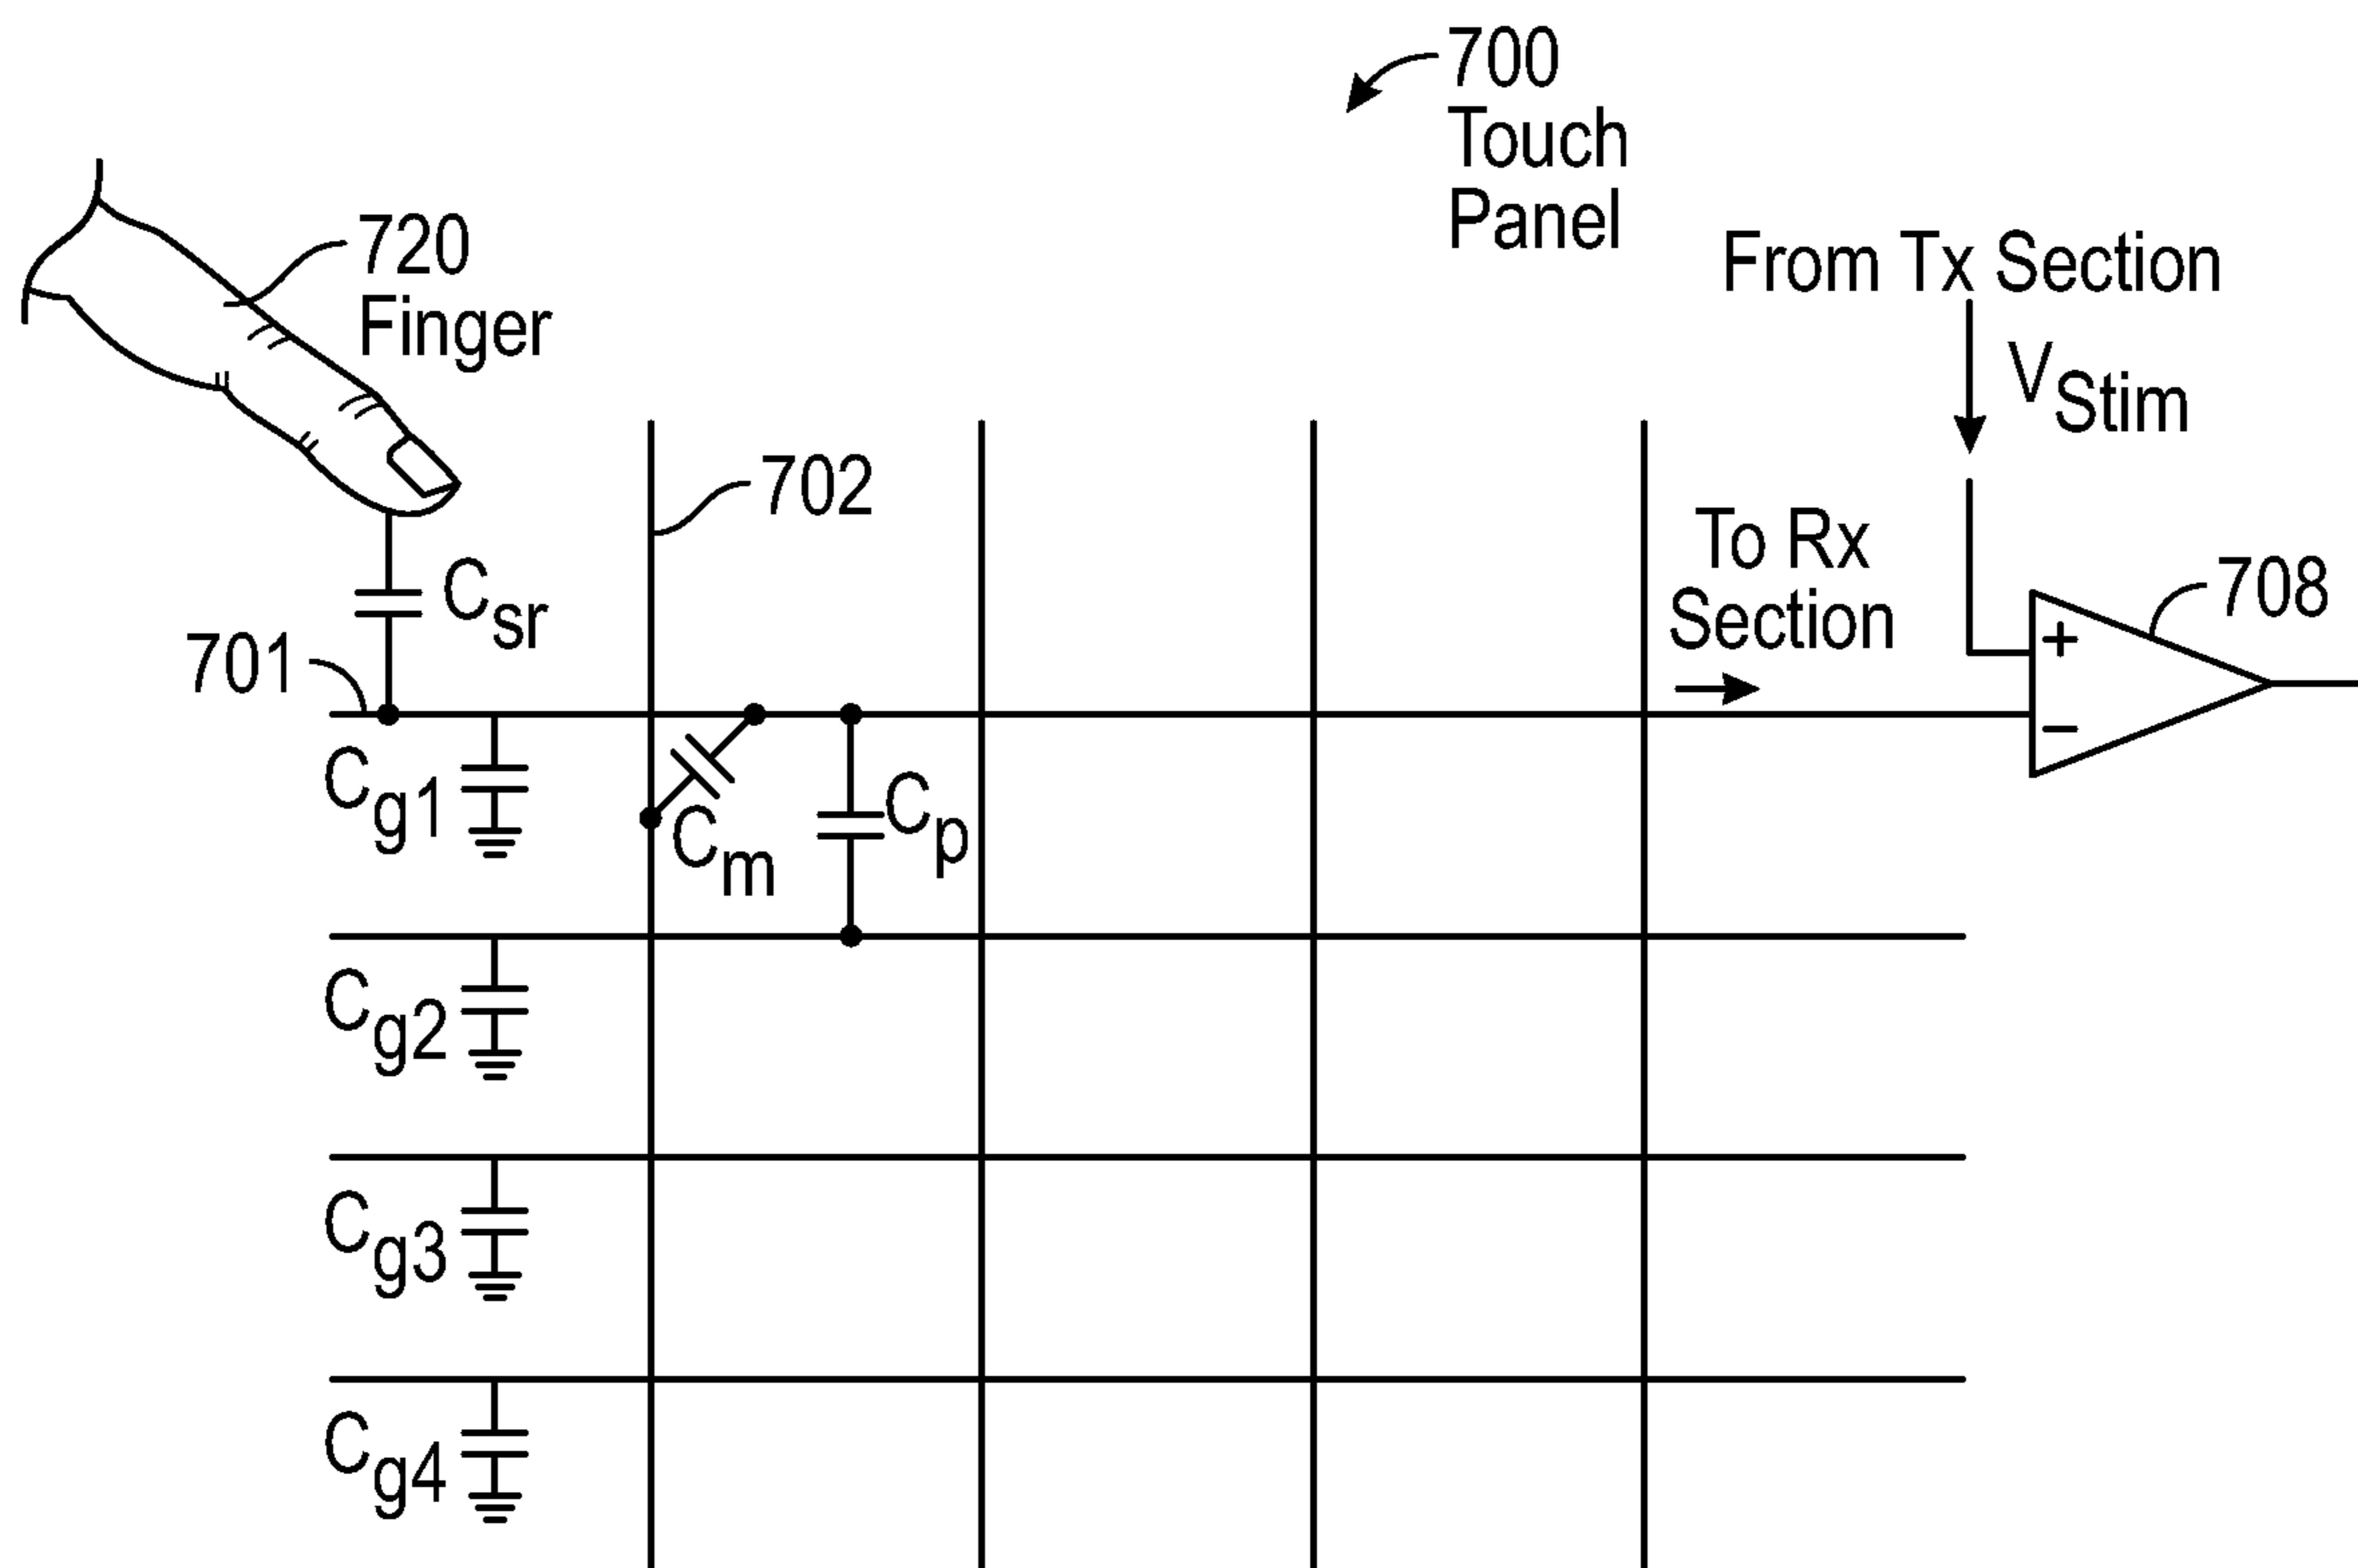 700
Touch
Panel
720
Finger
From Tx Section
VStim
702
To Rx
Section
708
Csr
701
+
−
Cg1
Cm
Cp
Cg2
Cg3
Cg4